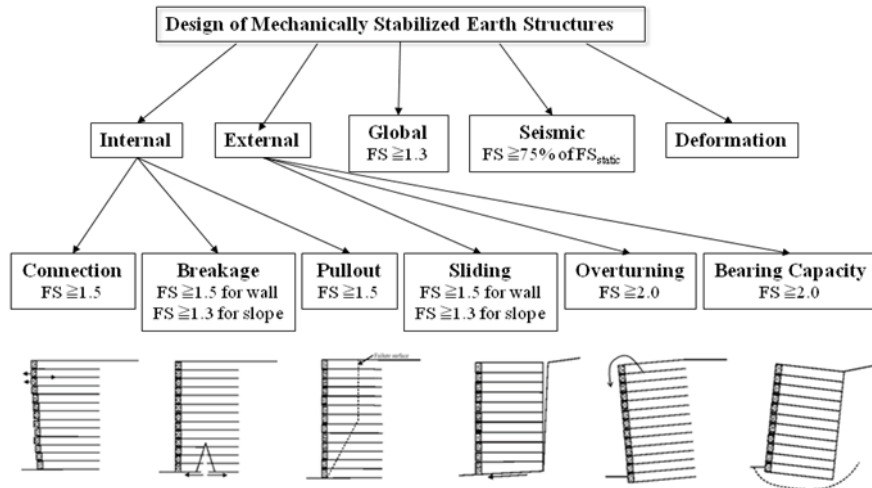 Design of Mechanically Stabilized Earth Structures
Internal
External
Global
FS ≧1.3
Seismic
FS ≧75% of FSstatic
Deformation
Connection
FS ≧1.5
Breakage
FS ≧1.5 for wall
FS ≧1.3 for slope
Pullout
FS ≧1.5
Sliding
FS ≧1.5 for wall
FS ≧1.3 for slope
Overturning
FS ≧2.0
Bearing Capacity
FS ≧2.0
Failure surface